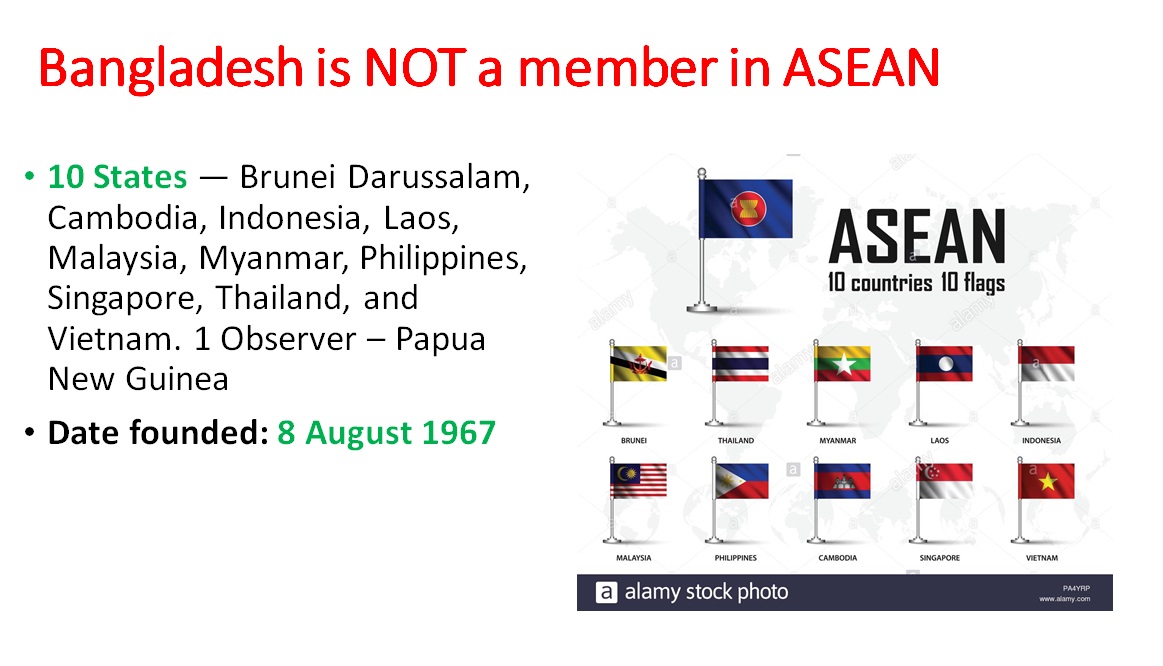 Bangladesh is NOT a member in ASEAN
• 10 States — Brunei Darussalam,
Cambodia, Indonesia, Laos,
Malaysia, Myanmar, Philippines,
Singapore, Thailand, and
Vietnam. 1 Observer – Papua
New Guinea
• Date founded: 8 August 1967
ASEAN
10 countries 10 flags
BRUNEI THAILAND MYANMAR LAOS INDONESIA
MALAYSIA PHILIPPINES CAMBODIA SINGAPORE VIETNAM
a alamy stock photo
PA4YRP
www.alamy.com
alamy